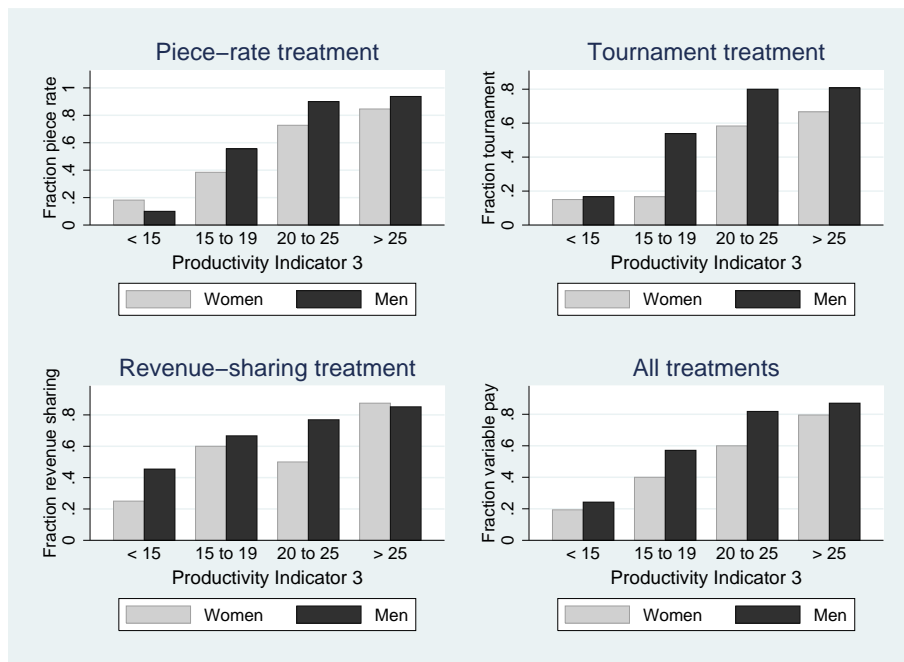 Piece−rate treatment
Fraction piece rate
0 .2 .4 .6 .8 1
< 15 15 to 19 20 to 25 > 25
Productivity Indicator 3
Women Men
Tournament treatment
Fraction tournament
0 .2 .4 .6 .8
< 15 15 to 19 20 to 25 > 25
Productivity Indicator 3
Women Men
Revenue−sharing treatment
Fraction revenue sharing
0 .2 .4 .6 .8
< 15 15 to 19 20 to 25 > 25
Productivity Indicator 3
Women Men
All treatments
Fraction variable pay
0 .2 .4 .6 .8
< 15 15 to 19 20 to 25 > 25
Productivity Indicator 3
Women Men